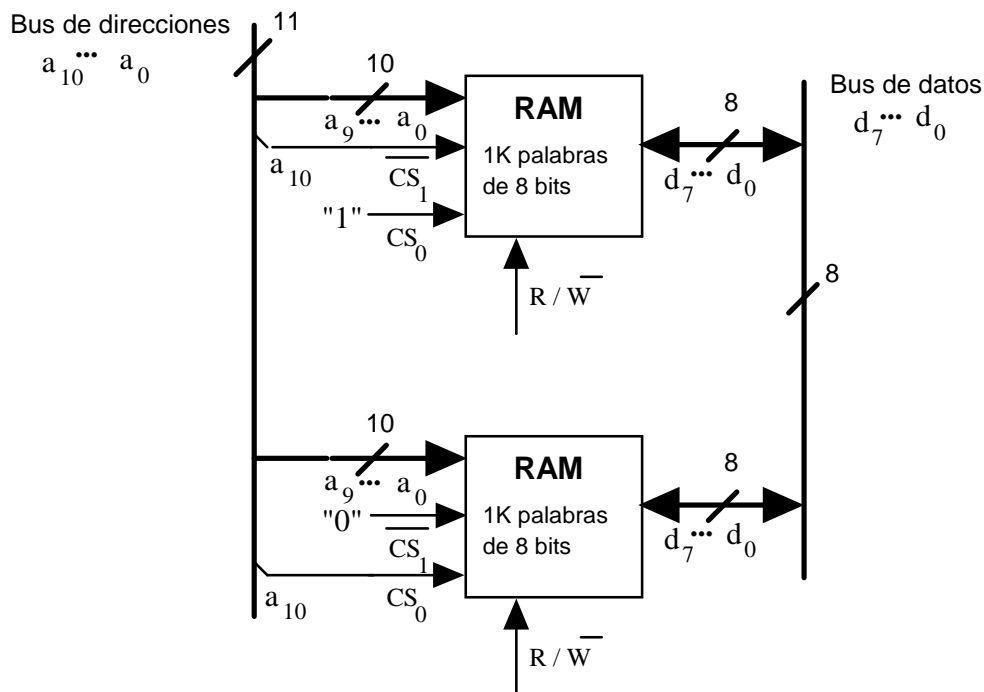 Bus de direcciones
a10 ... a0
11
10
a9 ... a0
a10
C̅S̅1
"1"
CS0
RAM
1K palabras
de 8 bits
R / W̅
8
d7 ... d0
Bus de datos
d7 ... d0
8
10
a9 ... a0
"0"
C̅S̅1
a10
CS0
RAM
1K palabras
de 8 bits
R / W̅
8
d7 ... d0